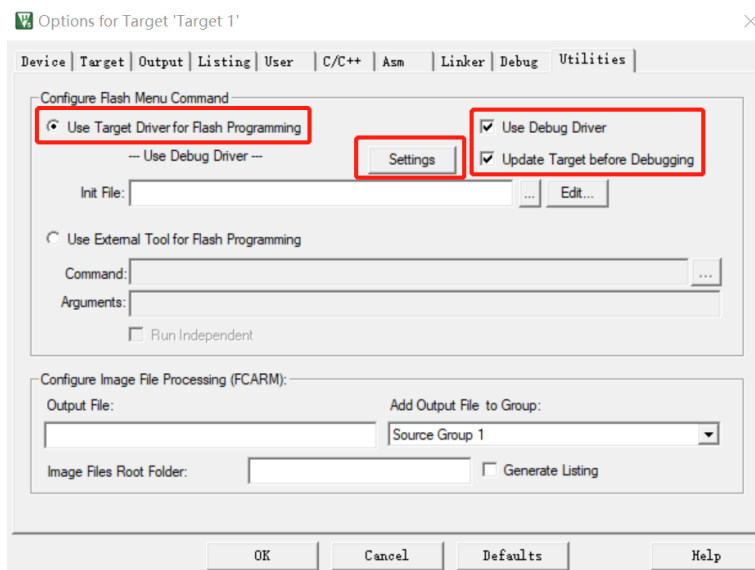 Options for Target 'Target 1'
Device Target Output Listing User C/C++ Asm Linker Debug Utilities
Configure Flash Menu Command
Use Target Driver for Flash Programming
Use Debug Driver
--- Use Debug Driver ---
Settings
Update Target before Debugging
Init File:
...
Edit...
Use External Tool for Flash Programming
Command:
...
Arguments:
Run Independent
Configure Image File Processing (FCARM):
Output File:
Add Output File to Group:
Source Group 1
Image Files Root Folder:
Generate Listing
OK
Cancel
Defaults
Help